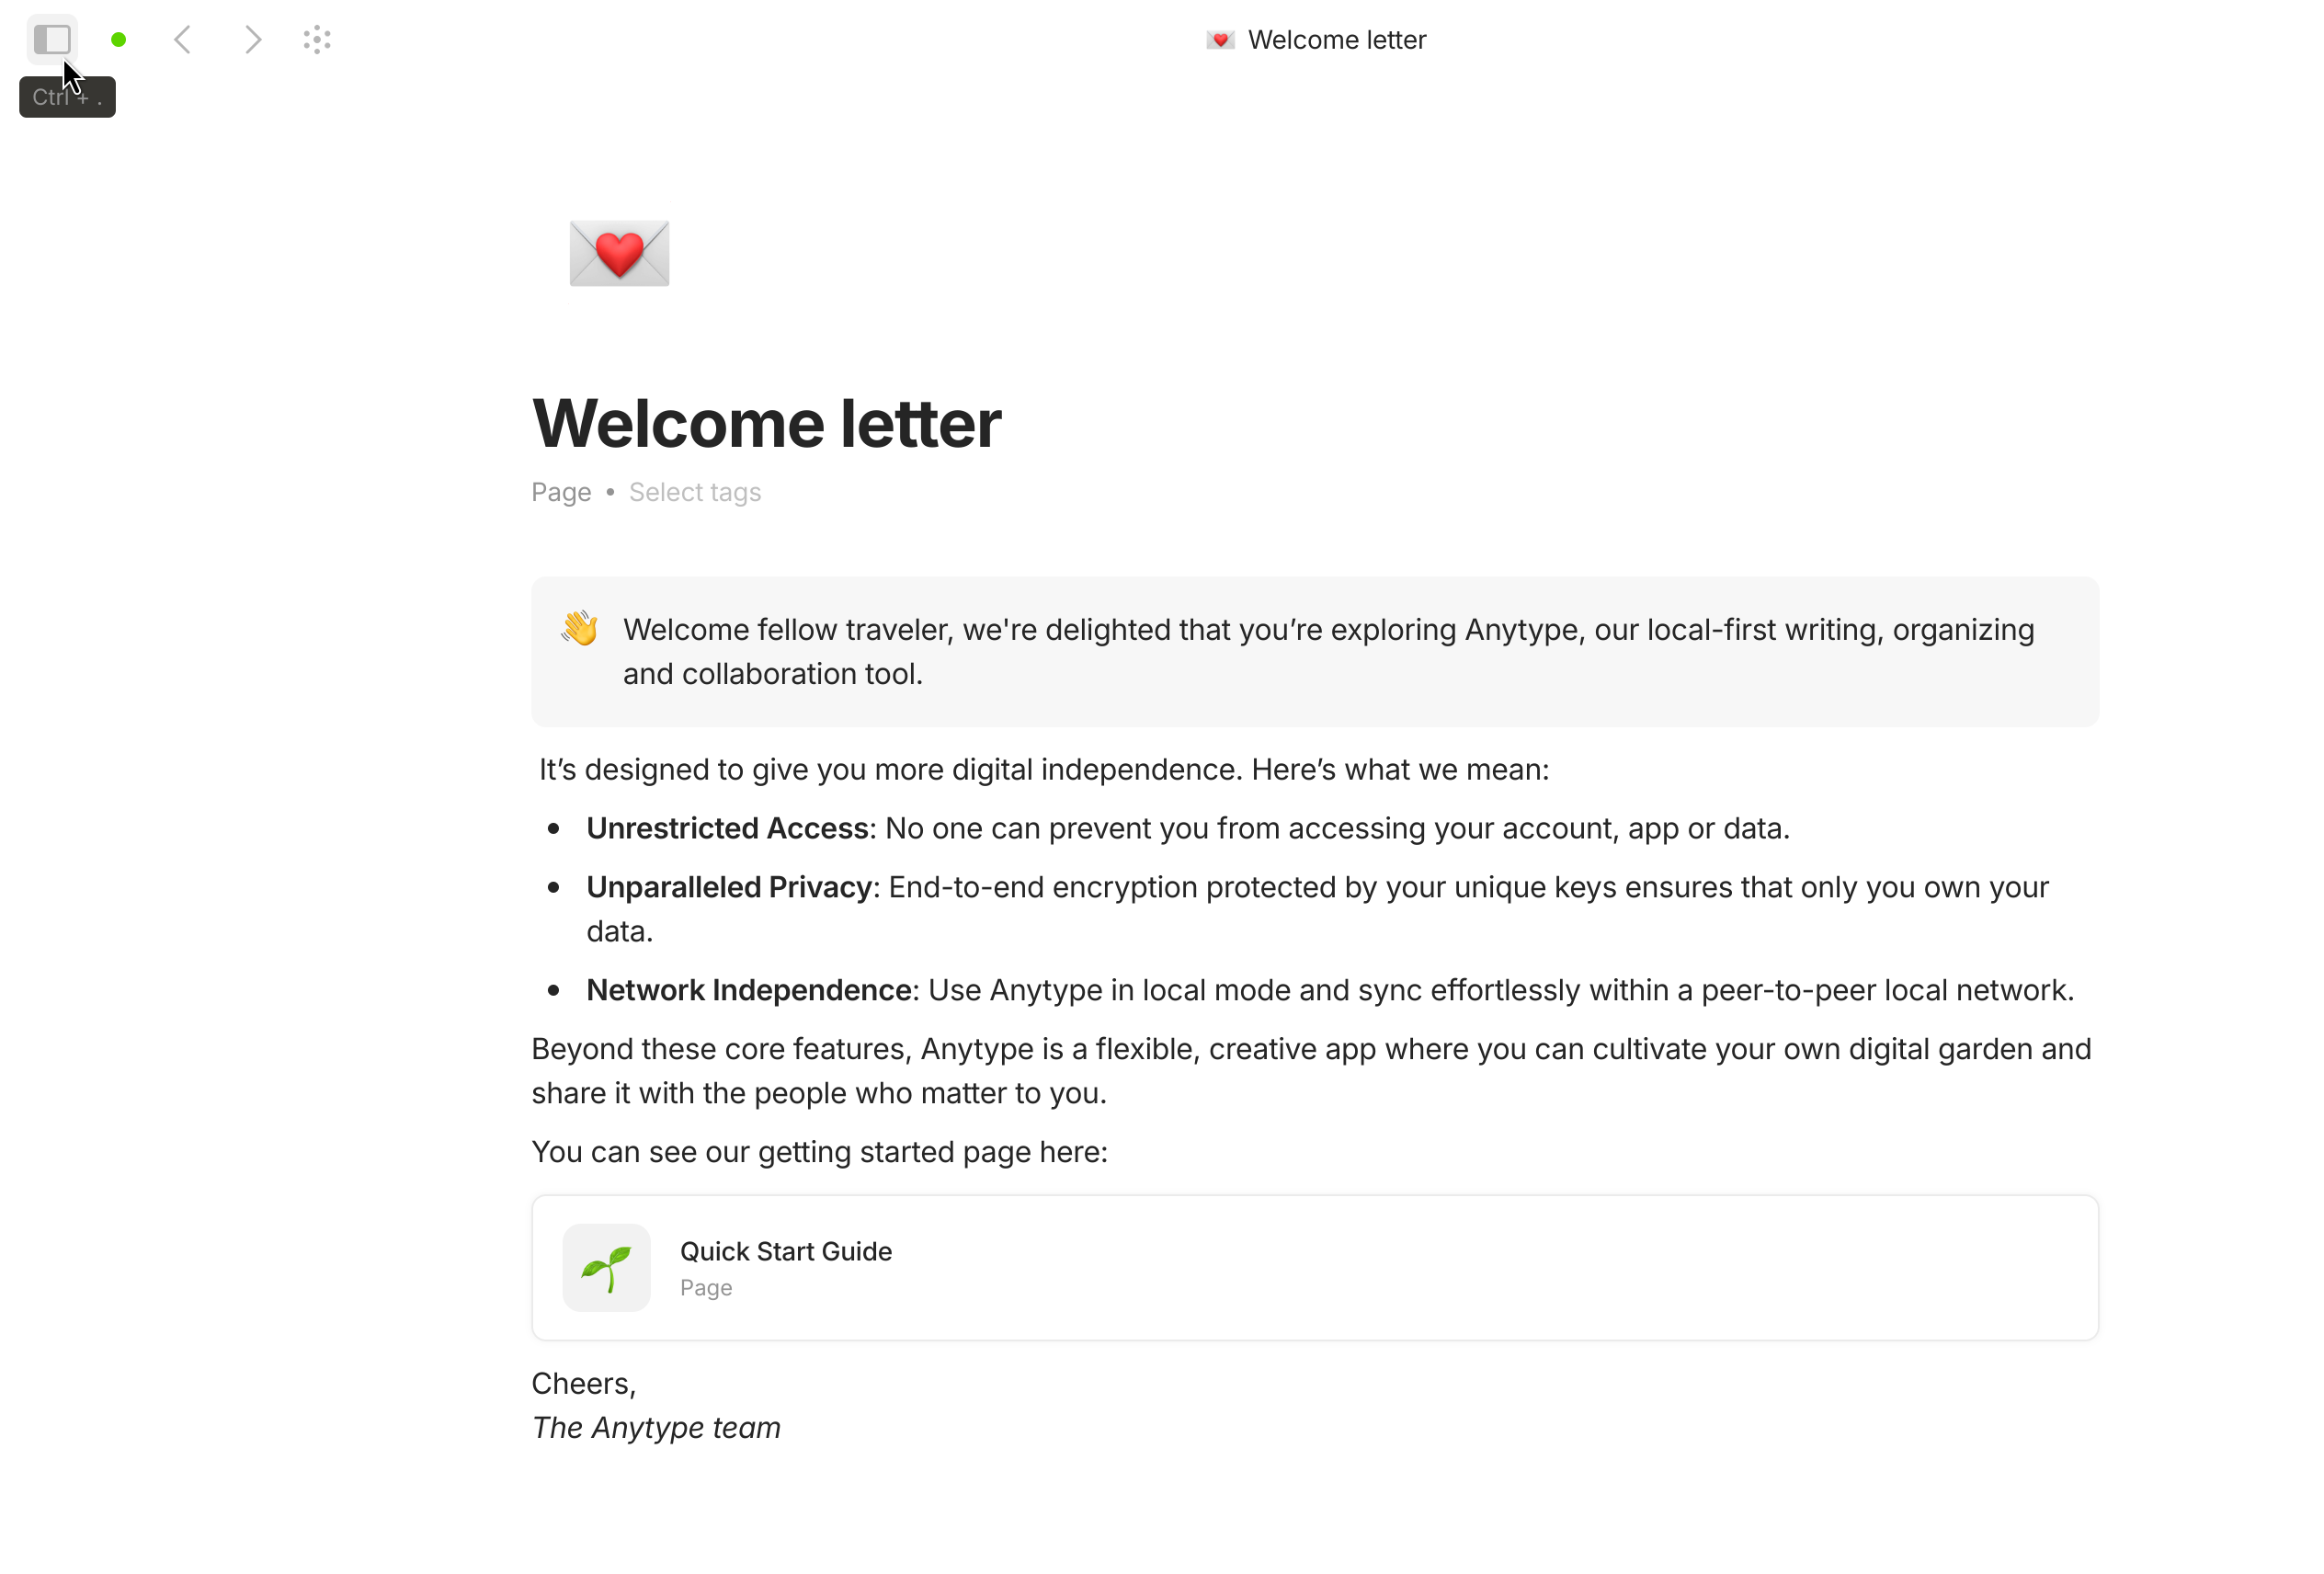 Welcome letter
Ctrl + .
Welcome letter
Page • Select tags
Welcome fellow traveler, we're delighted that you’re exploring Anytype, our local-first writing, organizing
and collaboration tool.
It’s designed to give you more digital independence. Here’s what we mean:
• Unrestricted Access: No one can prevent you from accessing your account, app or data.
• Unparalleled Privacy: End-to-end encryption protected by your unique keys ensures that only you own your
data.
• Network Independence: Use Anytype in local mode and sync effortlessly within a peer-to-peer local network.
Beyond these core features, Anytype is a flexible, creative app where you can cultivate your own digital garden and
share it with the people who matter to you.
You can see our getting started page here:
Quick Start Guide
Page
Cheers,
The Anytype team